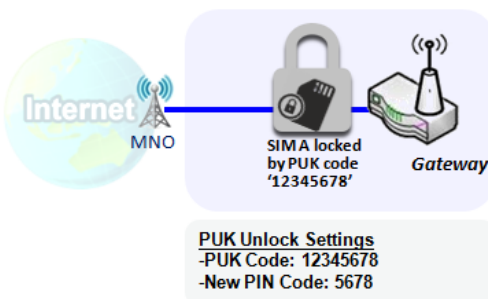 Internet
MNO
SIM A locked
by PUK code
'12345678'
Gateway
PUK Unlock Settings
-PUK Code: 12345678
-New PIN Code: 5678